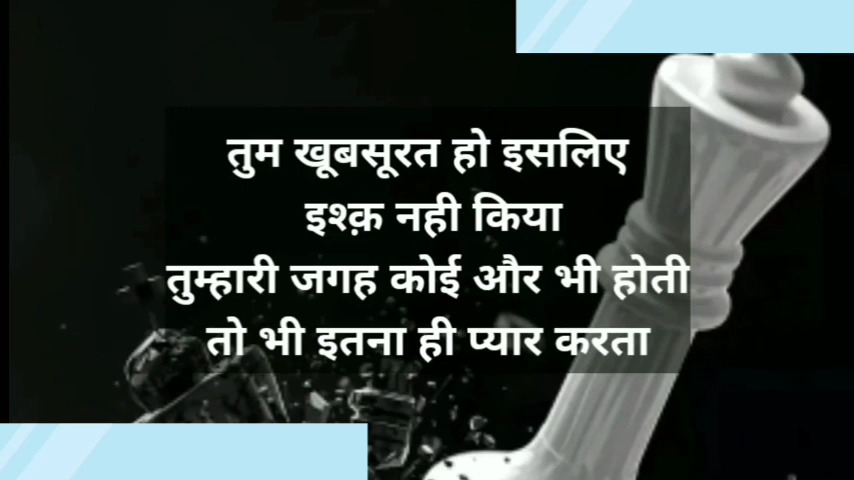 तुम खूबसूरत हो इसलिए
इश्क़ नही किया
तुम्हारी जगह कोई और भी होती
तो भी इतना ही प्यार करता